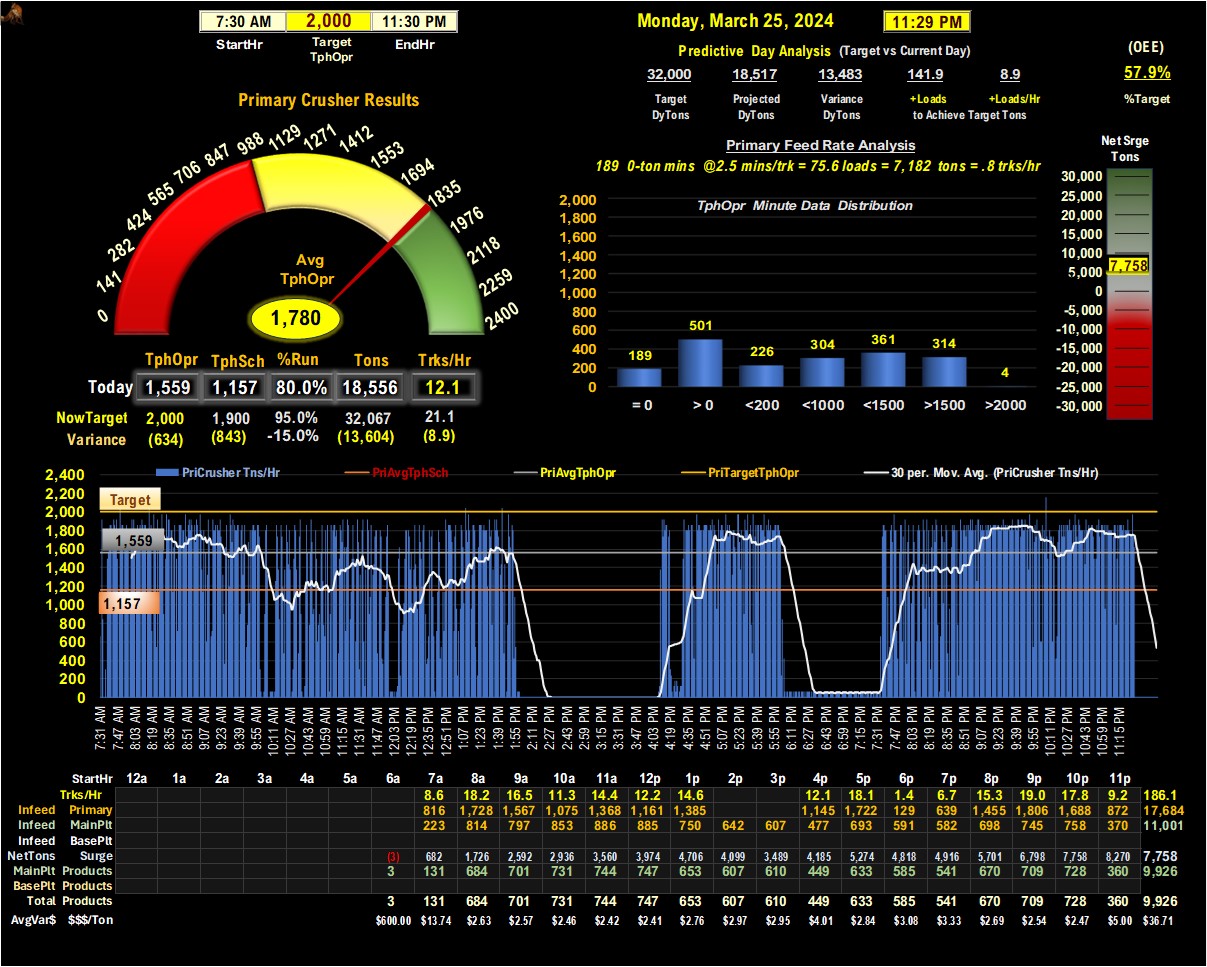 7:30 AM 2,000 11:30 PM
StartHr Target TphOpr EndHr
Monday, March 25, 2024 11:29 PM
Predictive Day Analysis (Target vs Current Day)
32,000 18,517 13,483 141.9 8.9
Target DyTons Projected DyTons Variance DyTons +Loads +Loads/Hr
to Achieve Target Tons
(OEE)
57.9%
%Target
Primary Crusher Results
0 141 282 424 565 706 847 988 1129 1271 1412 1553 1694 1835 1976 2118 2259 2400
Avg
TphOpr
1,780
TphOpr TphSch %Run Tons Trks/Hr
Today 1,559 1,157 80.0% 18,556 12.1
NowTarget 2,000 1,900 95.0% 32,067 21.1
Variance (634) (843) -15.0% (13,604) (8.9)
Primary Feed Rate Analysis
189 0-ton mins @2.5 mins/trk = 75.6 loads = 7,182 tons = .8 trks/hr
TphOpr Minute Data Distribution
2,000
1,800
1,600
1,400
1,200
1,000
800
600
400
200
0
189 501 226 304 361 314 4
= 0 > 0 <200 <1000 <1500 >1500 >2000
Net Srge
Tons
30,000
25,000
20,000
15,000
10,000
5,000
0
-5,000
-10,000
-15,000
-20,000
-25,000
-30,000
7,758
PriCrusher Tns/Hr PriAvgTphSch PriAvgTphOpr PriTargetTphOpr 30 per. Mov. Avg. (PriCrusher Tns/Hr)
2,400
2,200
2,000
1,800
1,600
1,400
1,200
1,000
800
600
400
200
0
Target
1,559
1,157
7:31 AM 7:47 AM 8:03 AM 8:19 AM 8:35 AM 8:51 AM 9:07 AM 9:23 AM 9:39 AM 9:55 AM 10:11 AM 10:27 AM 10:43 AM 10:59 AM 11:15 AM 11:31 AM 11:47 AM 12:03 PM 12:19 PM 12:35 PM 12:51 PM 1:07 PM 1:23 PM 1:39 PM 1:55 PM 2:11 PM 2:27 PM 2:43 PM 2:59 PM 3:15 PM 3:31 PM 3:47 PM 4:03 PM 4:19 PM 4:35 PM 4:51 PM 5:07 PM 5:23 PM 5:39 PM 5:55 PM 6:11 PM 6:27 PM 6:43 PM 6:59 PM 7:15 PM 7:31 PM 7:47 PM 8:03 PM 8:19 PM 8:35 PM 8:51 PM 9:07 PM 9:23 PM 9:39 PM 9:55 PM 10:11 PM 10:27 PM 10:43 PM 10:59 PM 11:15 PM
StartHr 12a 1a 2a 3a 4a 5a 6a 7a 8a 9a 10a 11a 12p 1p 2p 3p 4p 5p 6p 7p 8p 9p 10p 11p
Trks/Hr 8.6 18.2 16.5 11.3 14.4 12.2 14.6 12.1 18.1 1.4 6.7 15.3 19.0 17.8 9.2 186.1
Infeed Primary 816 1,728 1,567 1,075 1,368 1,161 1,385 1,145 1,722 129 639 1,455 1,806 1,688 872 17,684
Infeed MainPlt 223 814 797 853 886 885 750 642 607 477 693 591 582 698 745 758 370 11,001
Infeed BasePlt
NetTons Surge (3) 682 1,726 2,592 2,936 3,560 3,974 4,706 4,099 3,489 4,185 5,274 4,818 4,916 5,701 6,798 7,758 8,270 7,758
MainPlt Products 3 131 684 701 731 744 747 653 607 610 449 633 585 541 670 709 728 360 9,926
BasePlt Products
Total Products 3 131 684 701 731 744 747 653 607 610 449 633 585 541 670 709 728 360 9,926
AvgVar$ $$$/Ton $600.00 $13.74 $2.63 $2.57 $2.46 $2.42 $2.41 $2.76 $2.97 $2.95 $4.01 $2.84 $3.08 $3.33 $2.69 $2.54 $2.47 $5.00 $36.71